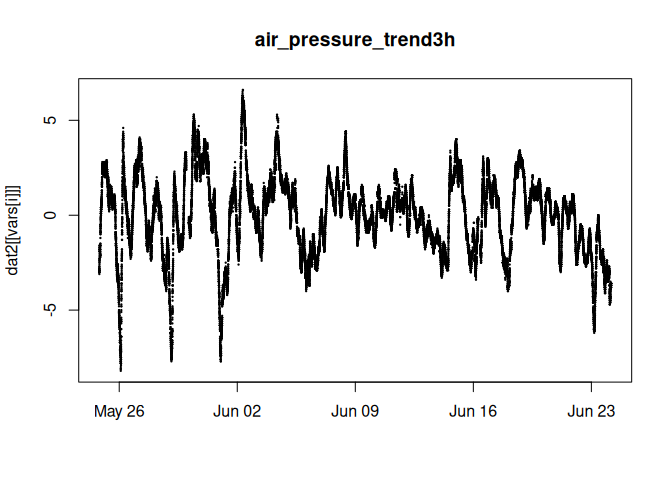 air_pressure_trend3h
dat2[[vars[i]]]
5
0
-5
May 26 Jun 02 Jun 09 Jun 16 Jun 23